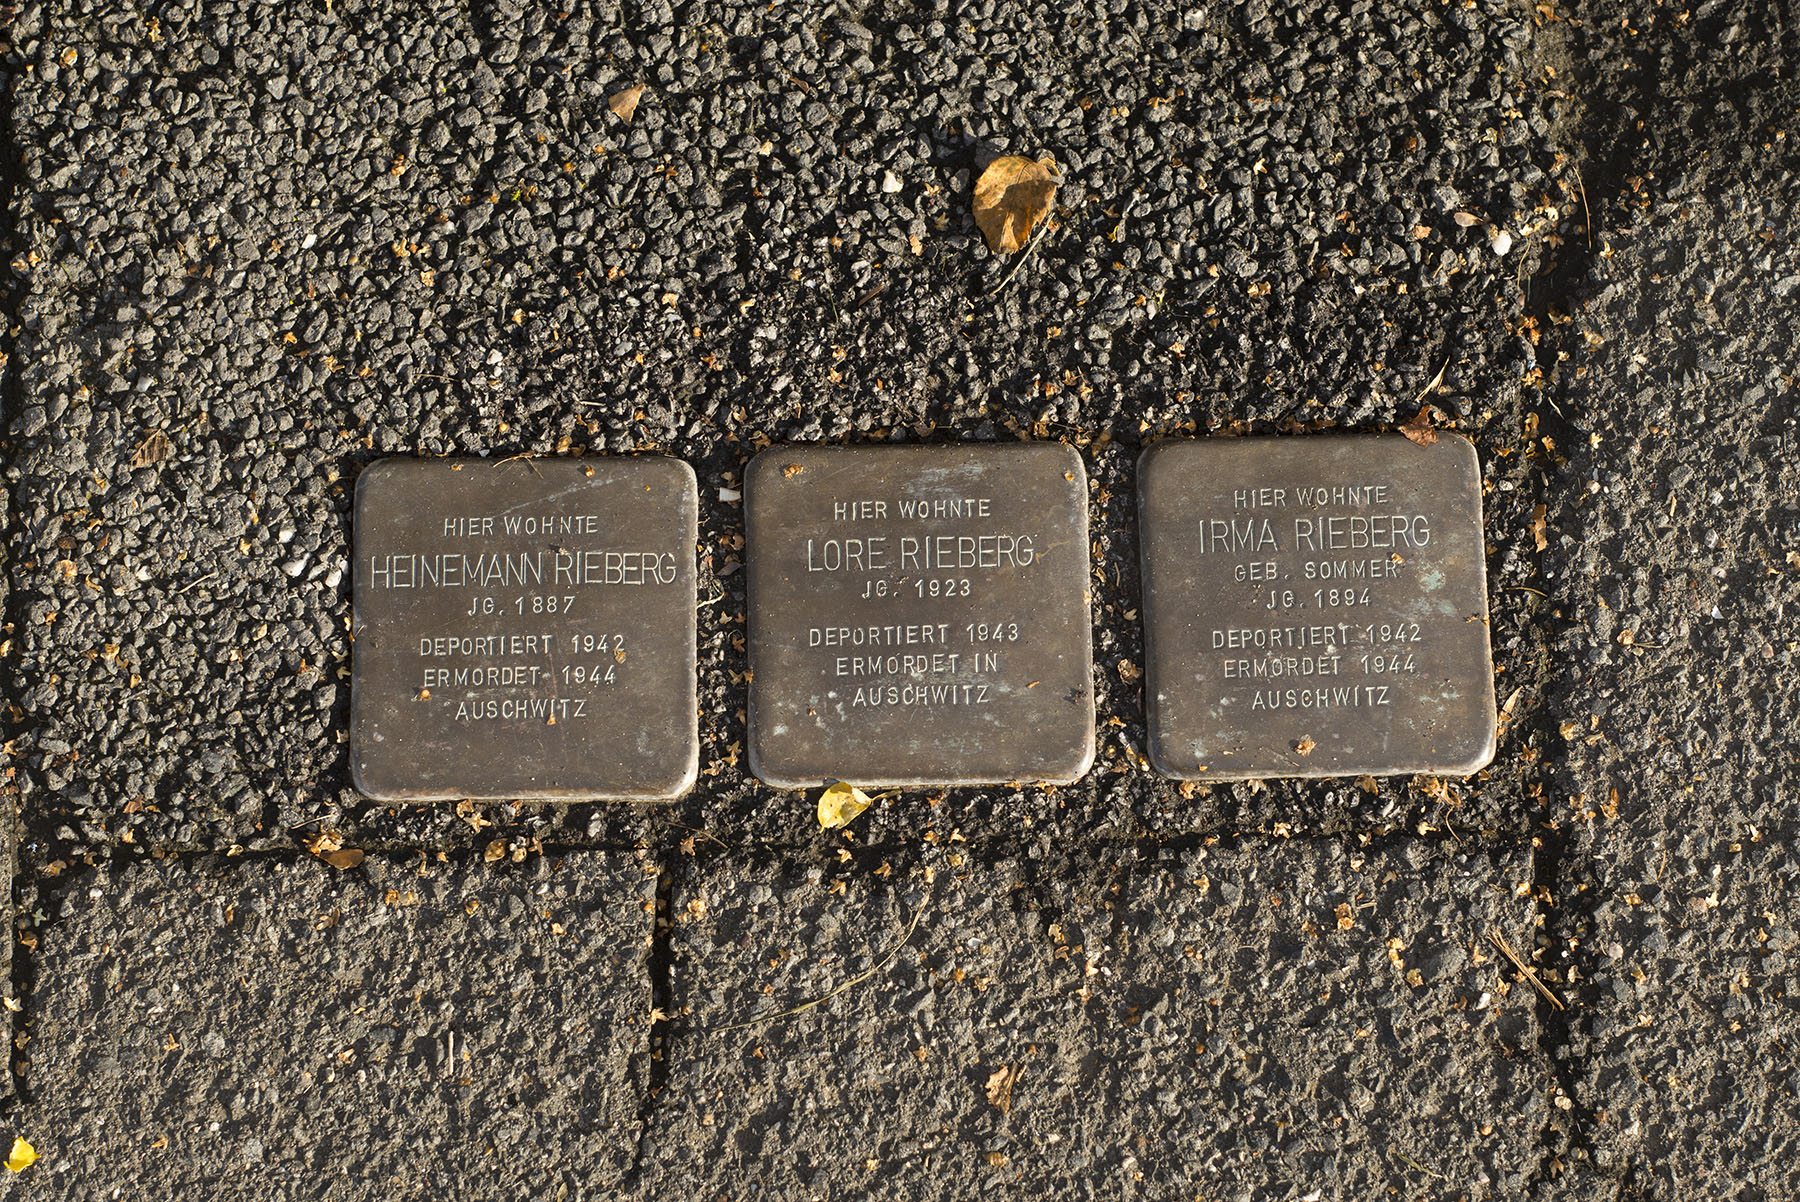 HIER WOHNTE
HEINEMANN RIEBERG
JG. 1887
DEPORTIERT 1942
ERMORDET 1944
AUSCHWITZ
HIER WOHNTE
LORE RIEBERG
JG. 1923
DEPORTIERT 1943
ERMORDET IN
AUSCHWITZ
HIER WOHNTE
IRMA RIEBERG
GEB. SOMMER
JG. 1894
DEPORTIERT 1942
ERMORDET 1944
AUSCHWITZ